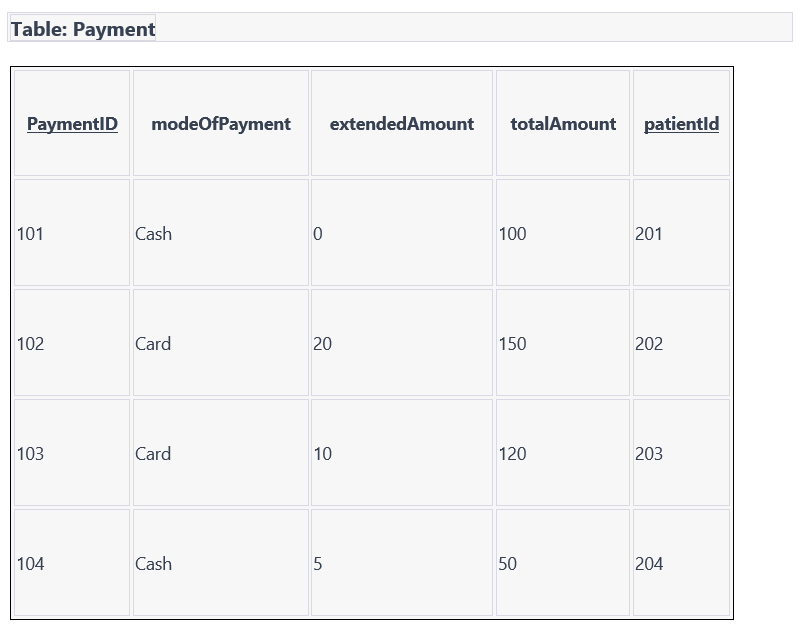 Table: Payment
PaymentID modeOfPayment extendedAmount totalAmount patientId
101 Cash 0 100 201
102 Card 20 150 202
103 Card 10 120 203
104 Cash 5 50 204